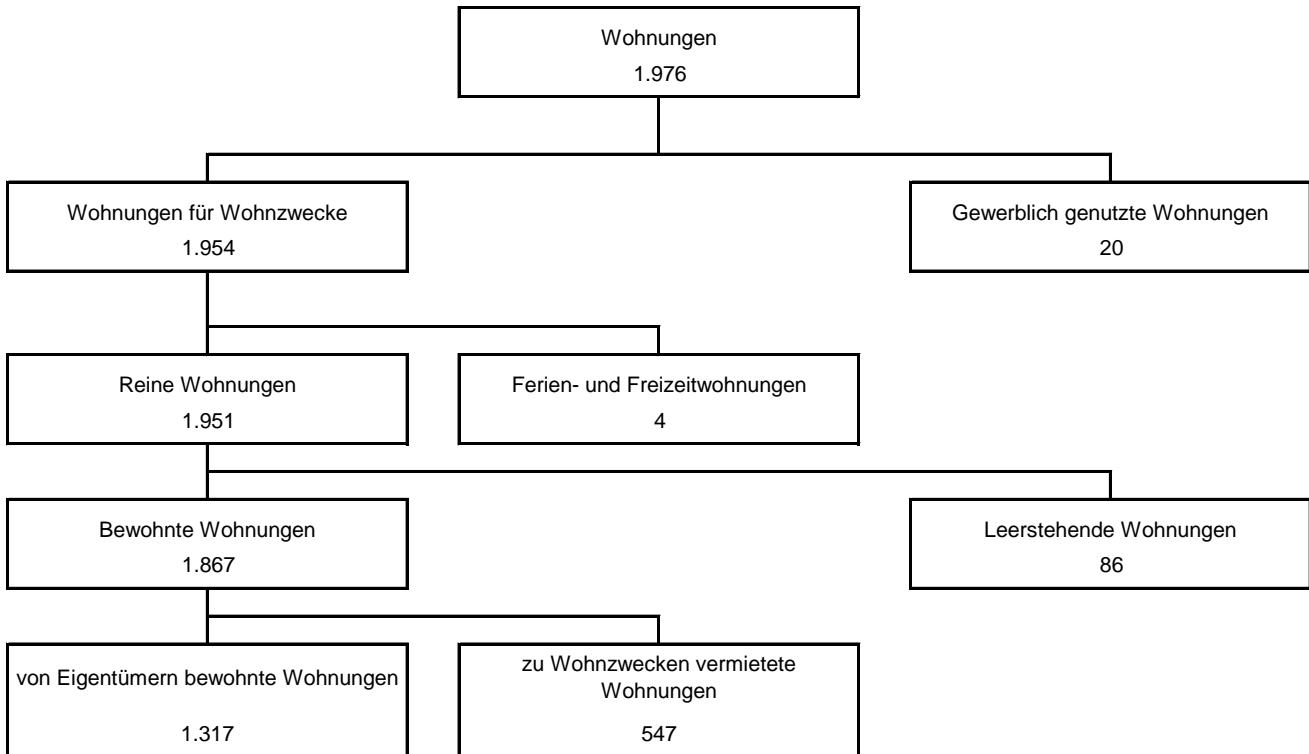 Wohnungen
1.976
Wohnungen für Wohnzwecke
1.954
Gewerblich genutzte Wohnungen
20
Reine Wohnungen
1.951
Ferien- und Freizeitwohnungen
4
Bewohnte Wohnungen
1.867
Leerstehende Wohnungen
86
von Eigentümern bewohnte Wohnungen
1.317
zu Wohnzwecken vermietete
Wohnungen
547